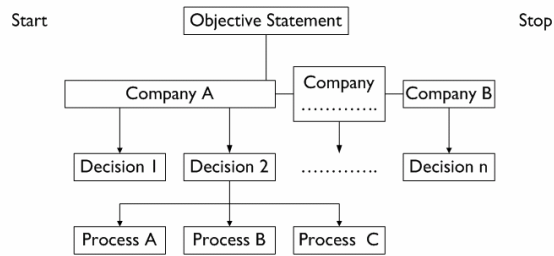 Start
Objective Statement
Stop
Company A
Company
.............
Company B
Decision 1
Decision 2
.............
Decision n
Process A
Process B
Process C